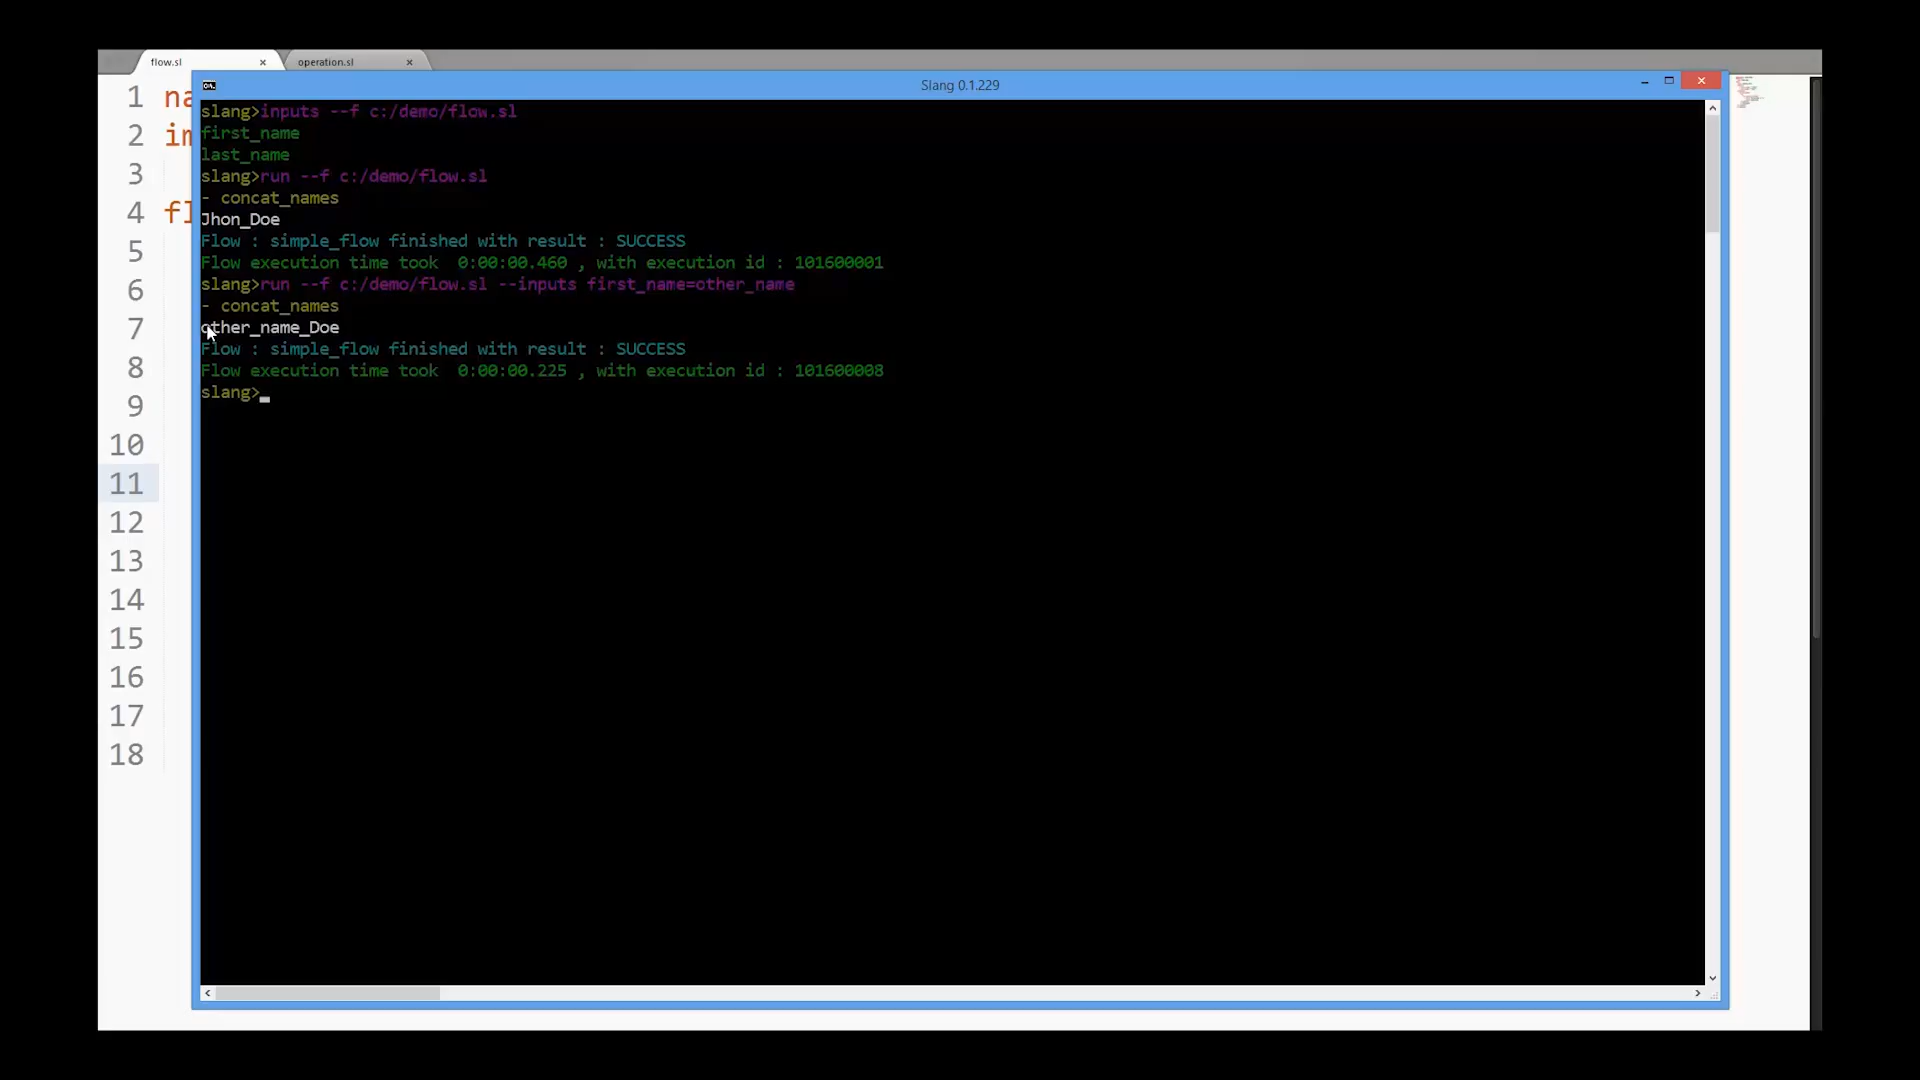 flow.sl × operation.sl ×
Slang 0.1.229
1 na
2 im
3
4 fl
5
6
7
8
9
10
11
12
13
14
15
16
17
18
slang>inputs --f c:/demo/flow.sl
first_name
last_name
slang>run --f c:/demo/flow.sl
- concat_names
Jhon_Doe
Flow : simple_flow finished with result : SUCCESS
Flow execution time took  0:00:00.460 , with execution id : 101600001
slang>run --f c:/demo/flow.sl --inputs first_name=other_name
- concat_names
other_name_Doe
Flow : simple_flow finished with result : SUCCESS
Flow execution time took  0:00:00.225 , with execution id : 101600008
slang>